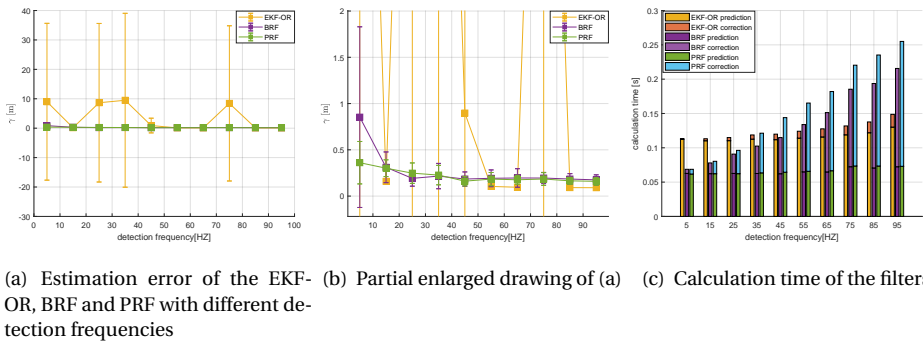 40
30
20
10
0
-10
-20
-30
0 10 20 30 40 50 60 70 80 90 100
detection frequency[HZ]
γ [m]
EKF-OR
BRF
PRF
2
1.5
1
0.5
0
10 20 30 40 50 60 70 80 90
detection frequency[HZ]
γ [m]
EKF-OR
BRF
PRF
0.3
0.25
0.2
0.15
0.1
0.05
0
5 15 25 35 45 55 65 75 85 95
detection frequency[HZ]
calculation time [s]
EKF-OR prediction
EKF-OR correction
BRF prediction
BRF correction
PRF prediction
PRF correction
(a) Estimation error of the EKF-
OR, BRF and PRF with different de-
tection frequencies
(b) Partial enlarged drawing of (a)
(c) Calculation time of the filter